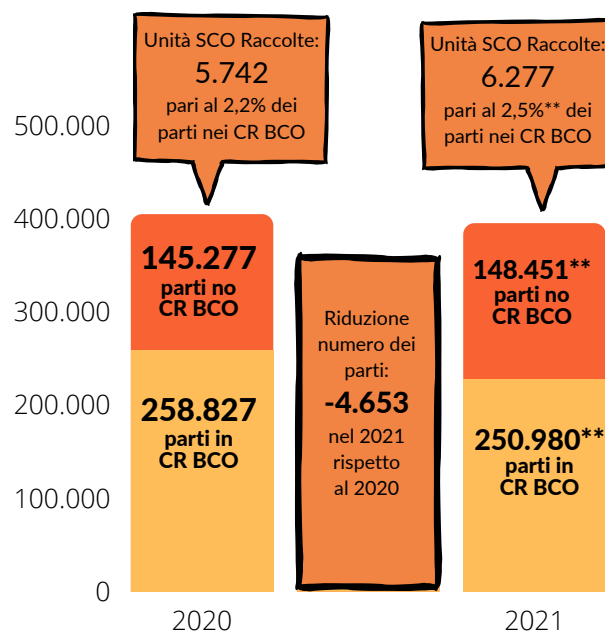 Unità SCO Raccolte:
5.742
pari al 2,2% dei
parti nei CR BCO
Unità SCO Raccolte:
6.277
pari al 2,5%** dei
parti nei CR BCO
500.000
400.000
300.000
200.000
100.000
0
145.277
parti no
CR BCO
258.827
parti in
CR BCO
Riduzione
numero dei
parti:
-4.653
nel 2021
rispetto
al 2020
148.451**
parti no
CR BCO
250.980**
parti in
CR BCO
2020
2021